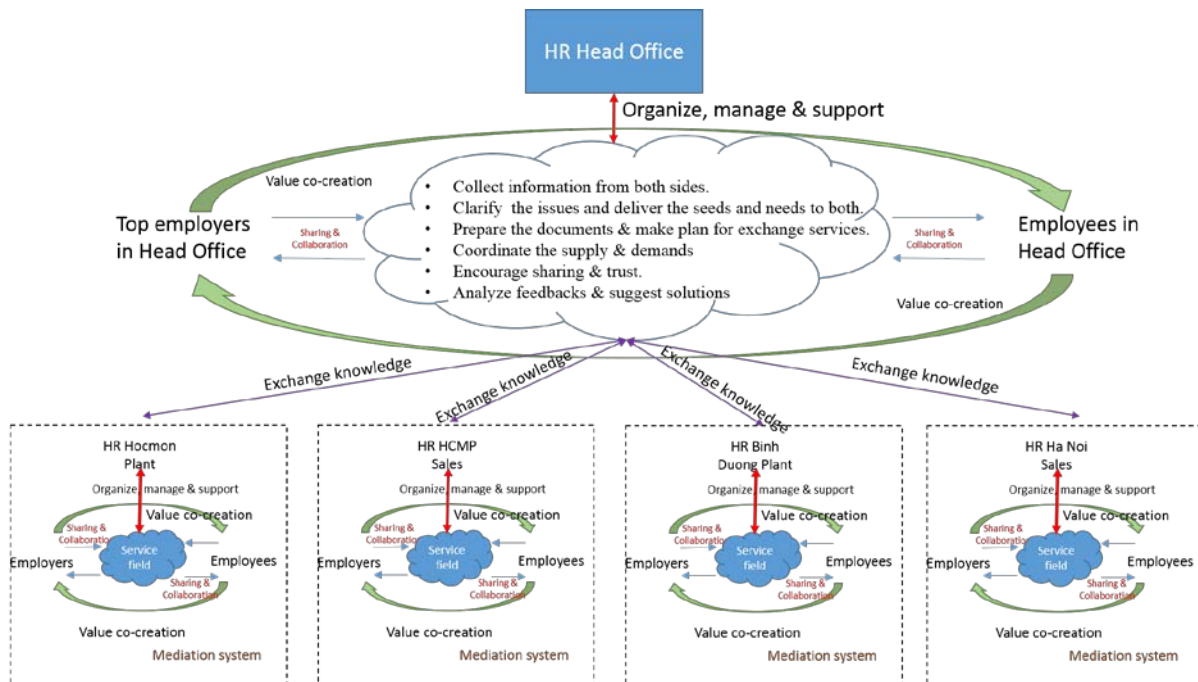 HR Head Office
Organize, manage & support
Value co-creation
• Collect information from both sides.
• Clarify the issues and deliver the seeds and needs to both.
• Prepare the documents & make plan for exchange services.
• Coordinate the supply & demands
• Encourage sharing & trust.
• Analyze feedbacks & suggest solutions
Top employers
in Head Office
Sharing &
Collaboration
Sharing &
Collaboration
Employees in
Head Office
Value co-creation
Exchange knowledge
Exchange knowledge
Exchange knowledge
Exchange knowledge
HR Hocmon
Plant
Organize, manage & support
Value co-creation
Sharing &
Collaboration
Service
field
Employers
Employees
Sharing &
Collaboration
Value co-creation
Mediation system
HR HCMP
Sales
Organize, manage & support
Value co-creation
Sharing &
Collaboration
Service
field
Employers
Employees
Sharing &
Collaboration
Value co-creation
Mediation system
HR Binh
Duong Plant
Organize, manage & support
Value co-creation
Sharing &
Collaboration
Service
field
Employers
Employees
Sharing &
Collaboration
Value co-creation
Mediation system
HR Ha Noi
Sales
Organize, manage & support
Value co-creation
Sharing &
Collaboration
Service
field
Employers
Employees
Sharing &
Collaboration
Value co-creation
Mediation system